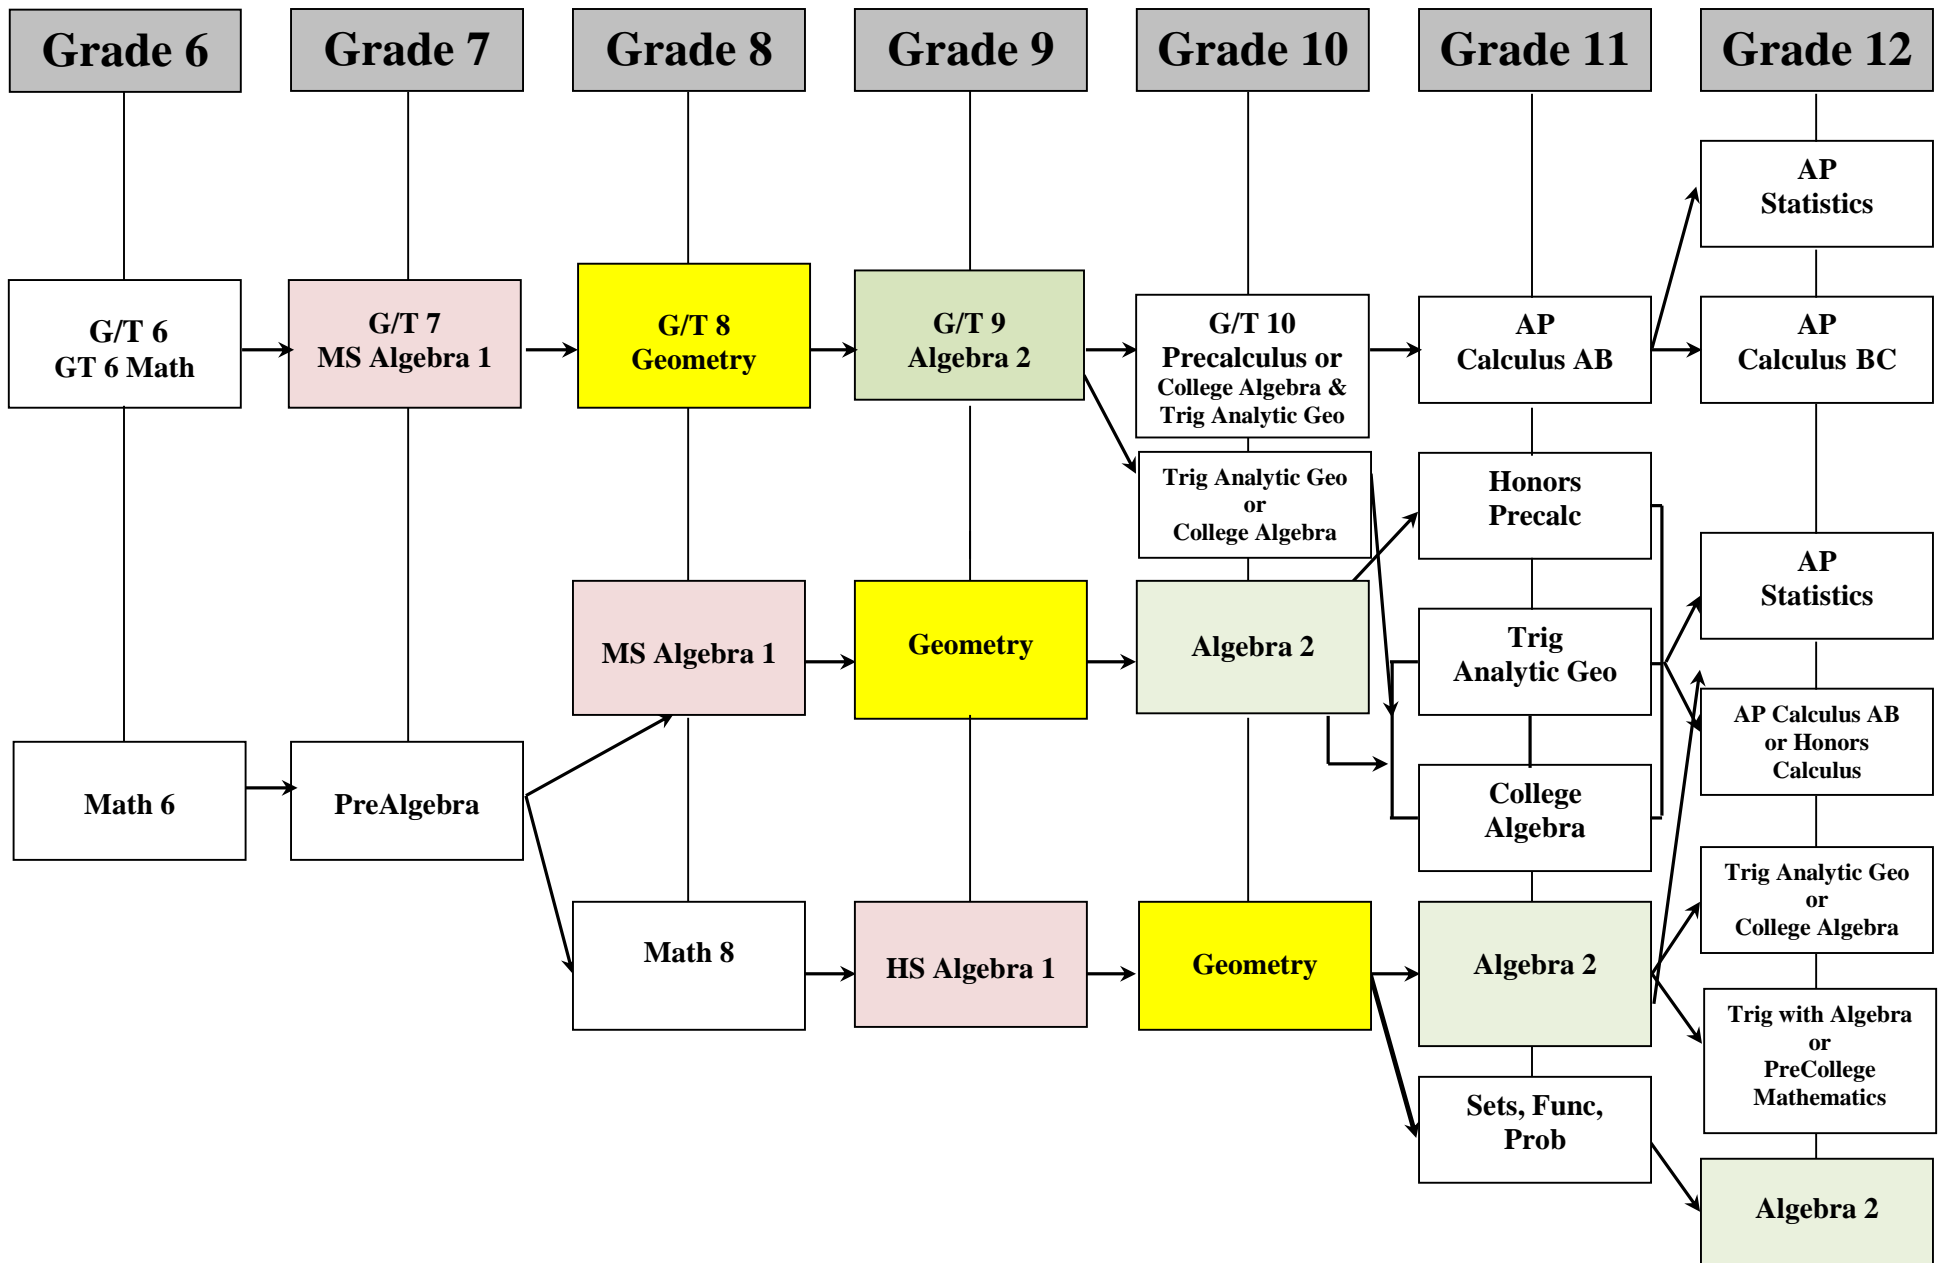 Grade 6
Grade 7
Grade 8
Grade 9
Grade 10
Grade 11
Grade 12
G/T 6
GT 6 Math
Math 6
G/T 7
MS Algebra 1
PreAlgebra
G/T 8
Geometry
MS Algebra 1
Math 8
G/T 9
Algebra 2
Geometry
HS Algebra 1
G/T 10
Precalculus or
College Algebra &
Trig Analytic Geo
Trig Analytic Geo
or
College Algebra
Algebra 2
Geometry
AP
Calculus AB
Honors
Precalc
Trig
Analytic Geo
College
Algebra
Algebra 2
Sets, Func,
Prob
AP
Statistics
AP
Calculus BC
AP
Statistics
AP Calculus AB
or Honors
Calculus
Trig Analytic Geo
or
College Algebra
Trig with Algebra
or
PreCollege
Mathematics
Algebra 2